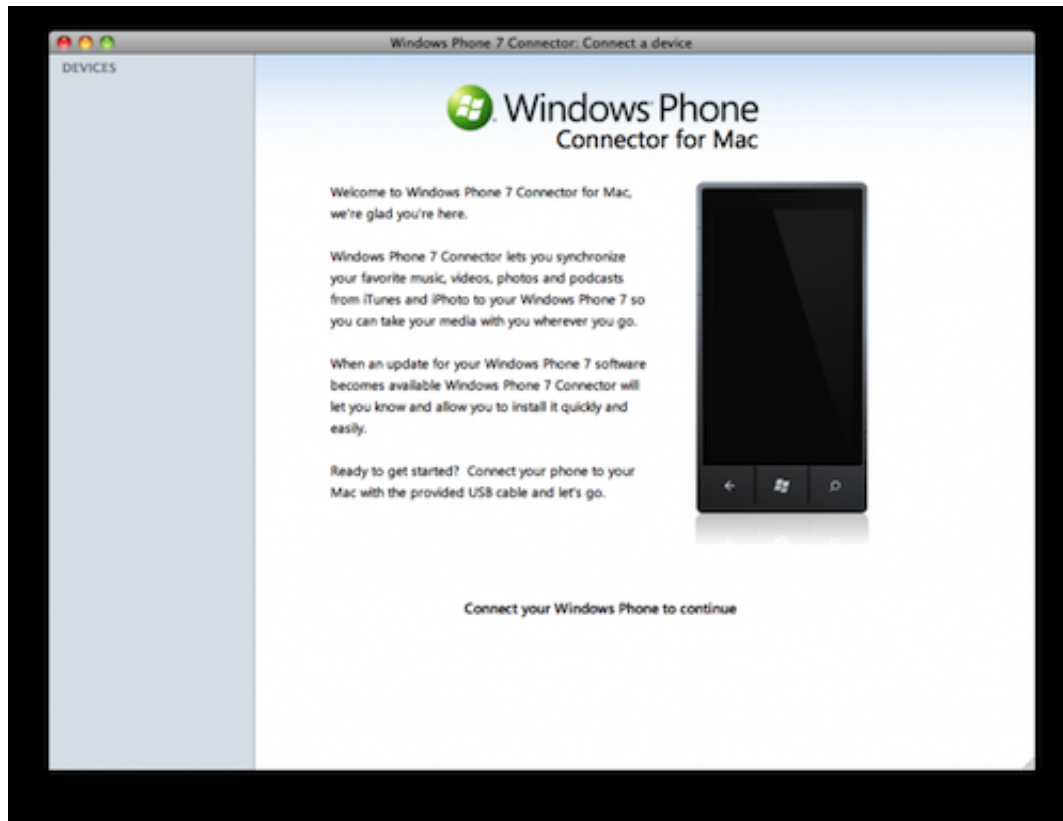 Windows Phone 7 Connector: Connect a device
DEVICES
Windows Phone
Connector for Mac
Welcome to Windows Phone 7 Connector for Mac,
we're glad you're here.
Windows Phone 7 Connector lets you synchronize
your favorite music, videos, photos and podcasts
from iTunes and iPhoto to your Windows Phone 7 so
you can take your media with you wherever you go.
When an update for your Windows Phone 7 software
becomes available Windows Phone 7 Connector will
let you know and allow you to install it quickly and
easily.
Ready to get started?  Connect your phone to your
Mac with the provided USB cable and let's go.
Connect your Windows Phone to continue